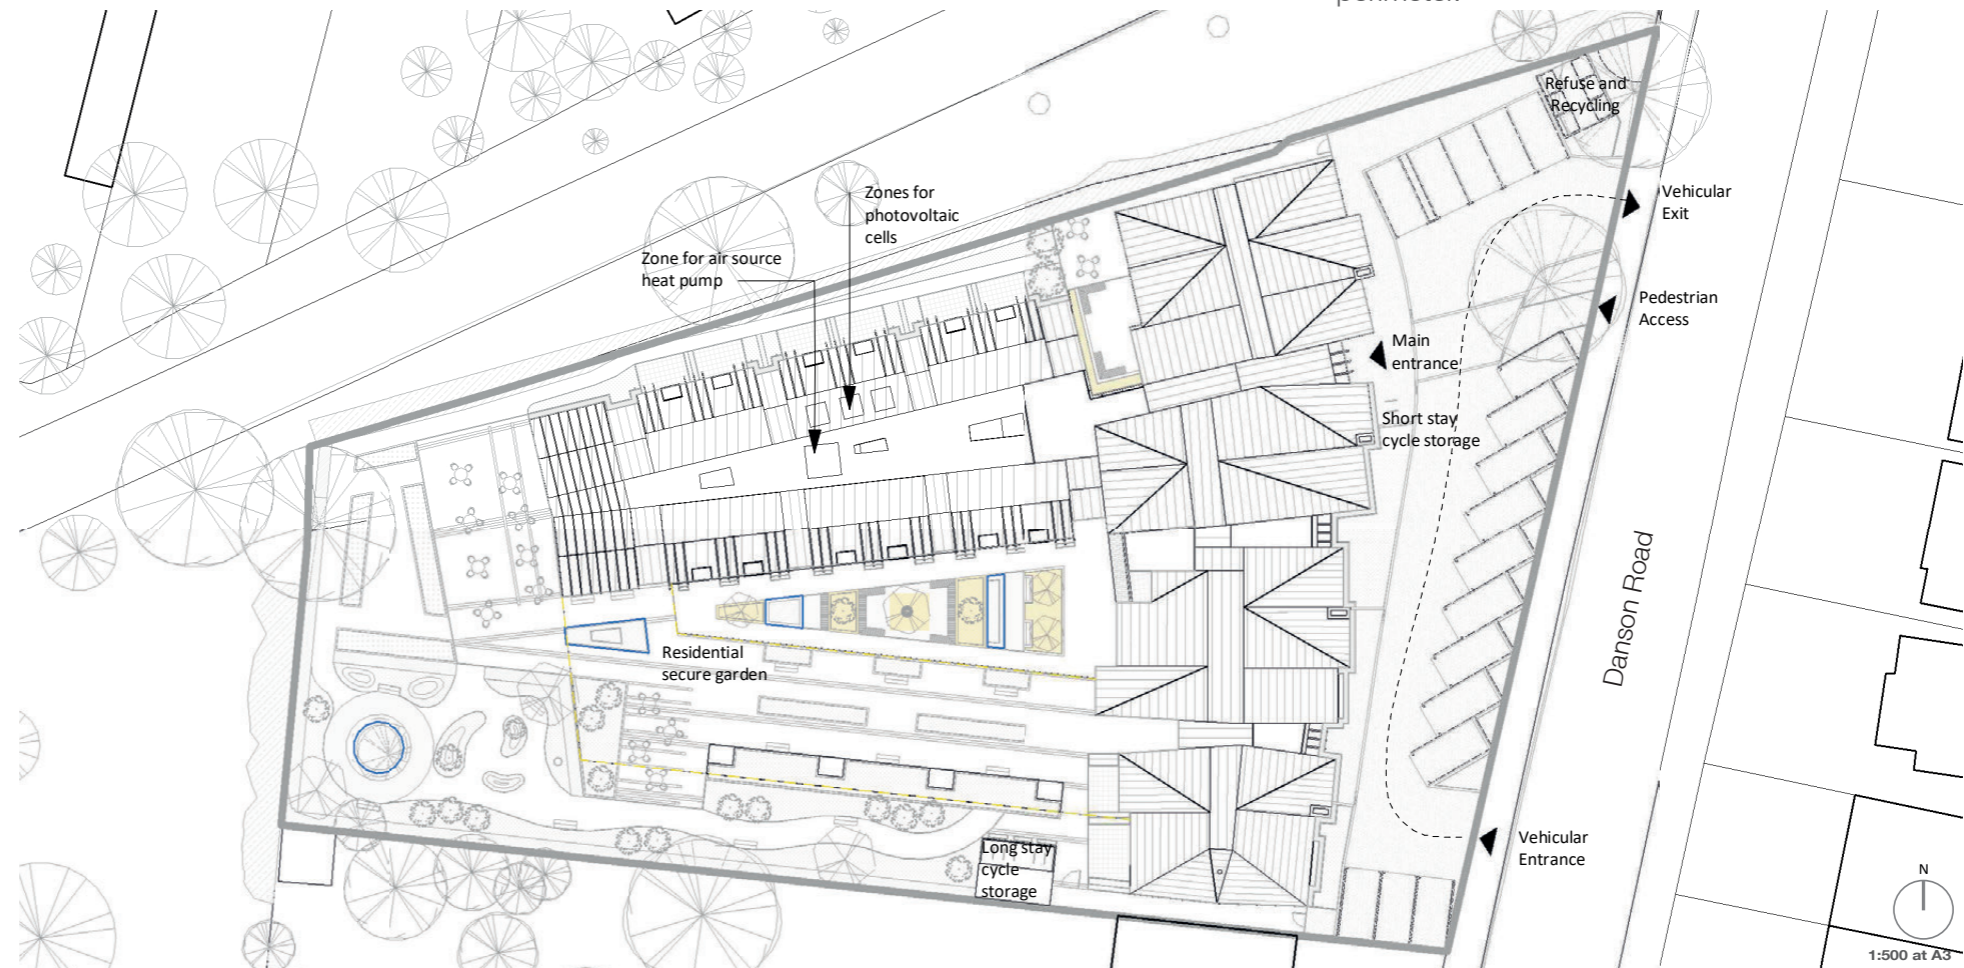 Refuse and
Recycling
Vehicular
Exit
Zones for
photovoltaic
cells
Zone for air source
heat pump
Pedestrian
Access
Main
entrance
Short stay
cycle storage
Danson Road
Residential
secure garden
Long stay
cycle
storage
Vehicular
Entrance
N
1:500 at A3